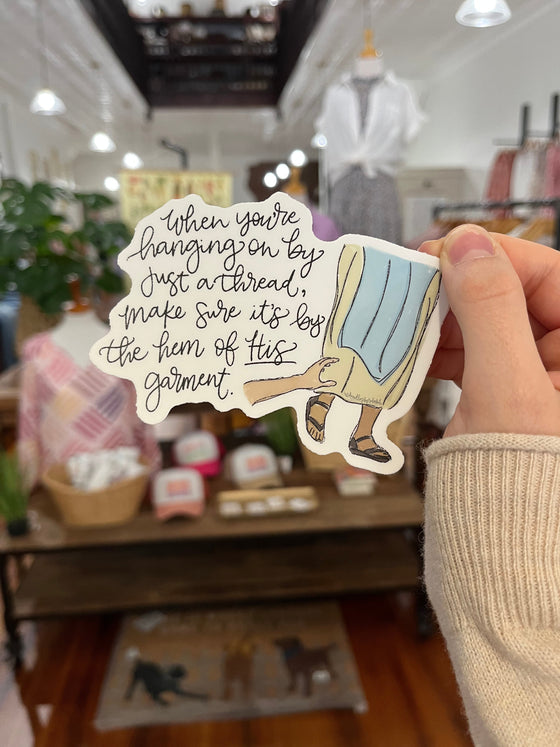 When you're
hanging on by
just a thread,
make sure it's by
the hem of His
garment.